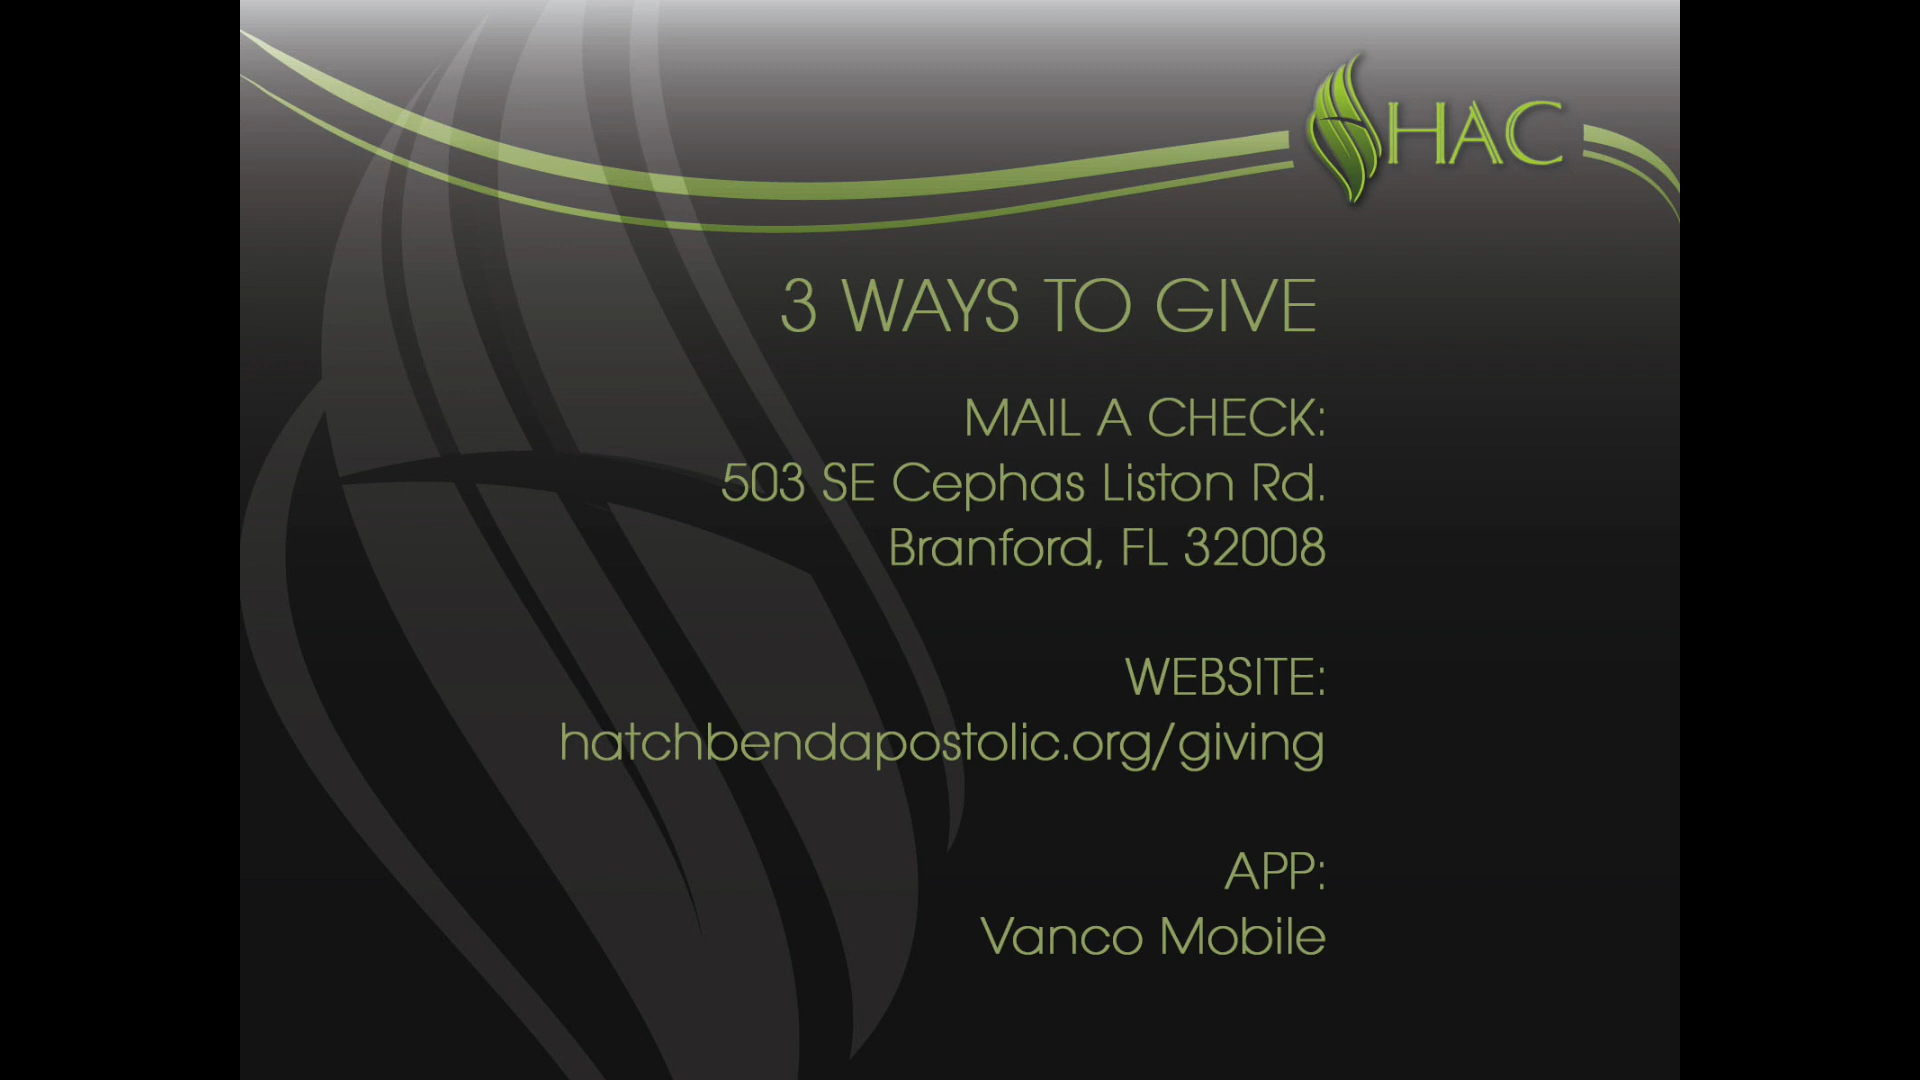 HAC
3 WAYS TO GIVE
MAIL A CHECK:
503 SE Cephas Liston Rd.
Branford, FL 32008
WEBSITE:
hatchbendapostolic.org/giving
APP:
Vanco Mobile